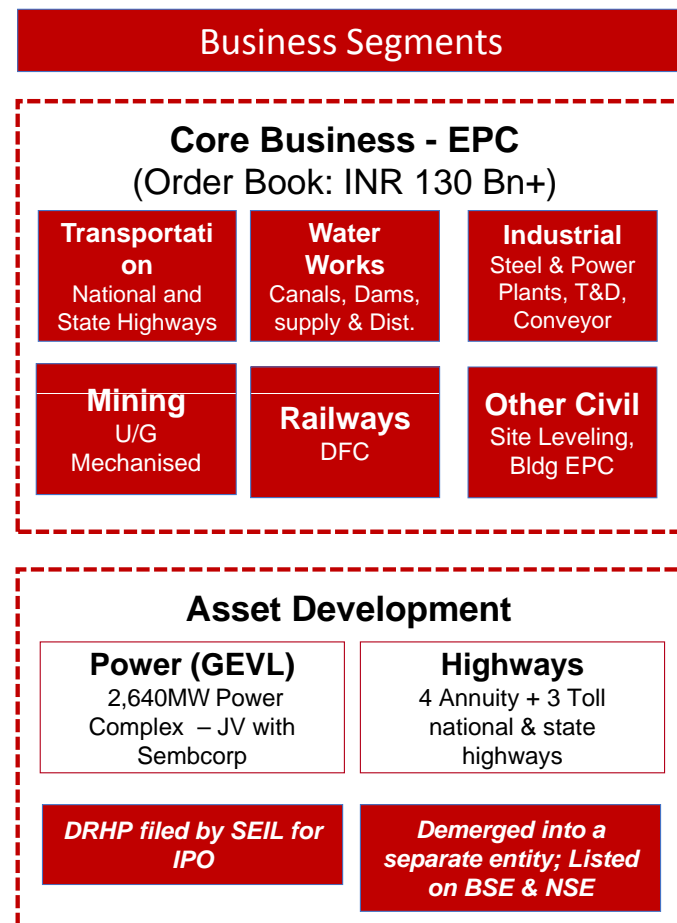 Business Segments
Core Business - EPC
(Order Book: INR 130 Bn+)
Transportati
on
National and
State Highways
Water
Works
Canals, Dams,
supply & Dist.
Industrial
Steel & Power
Plants, T&D,
Conveyor
Mining
U/G
Mechanised
Railways
DFC
Other Civil
Site Leveling,
Bldg EPC
Asset Development
Power (GEVL)
2,640MW Power
Complex – JV with
Sembcorp
Highways
4 Annuity + 3 Toll
national & state
highways
DRHP filed by SEIL for
IPO
Demerged into a
separate entity; Listed
on BSE & NSE